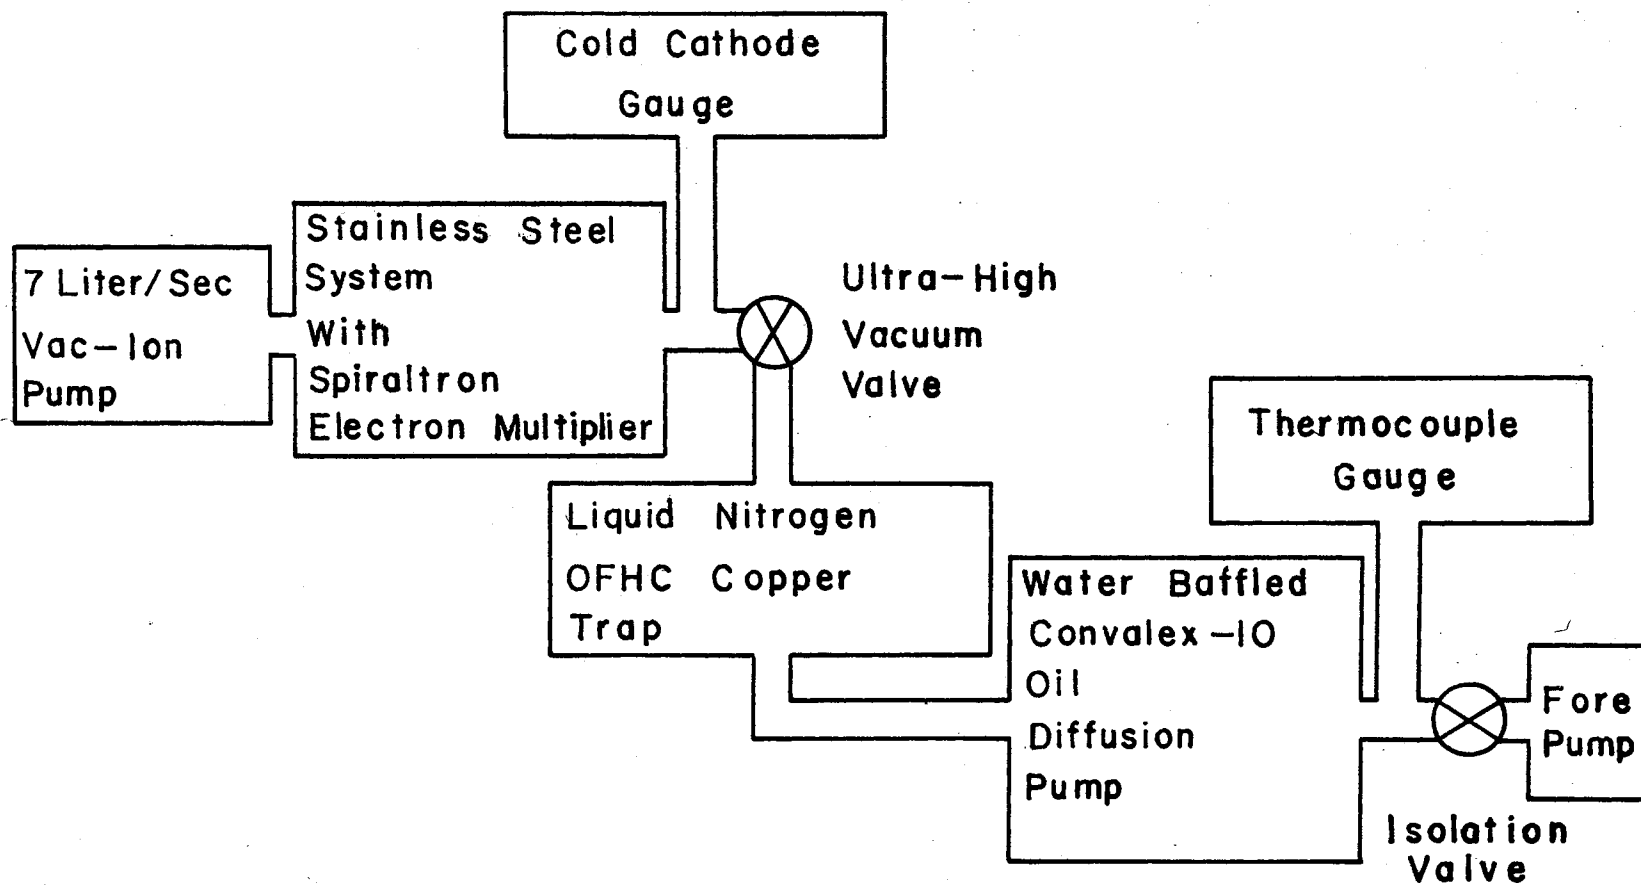 Cold Cathode
Gauge
Stainless Steel
System
With
Spiraltron
Electron Multiplier
7 Liter/Sec
Vac-Ion
Pump
Ultra-High
Vacuum
Valve
Thermocouple
Gauge
Liquid Nitrogen
OFHC Copper
Trap
Water Baffled
Convalex-10
Oil
Diffusion
Pump
Fore
Pump
Isolation
Valve